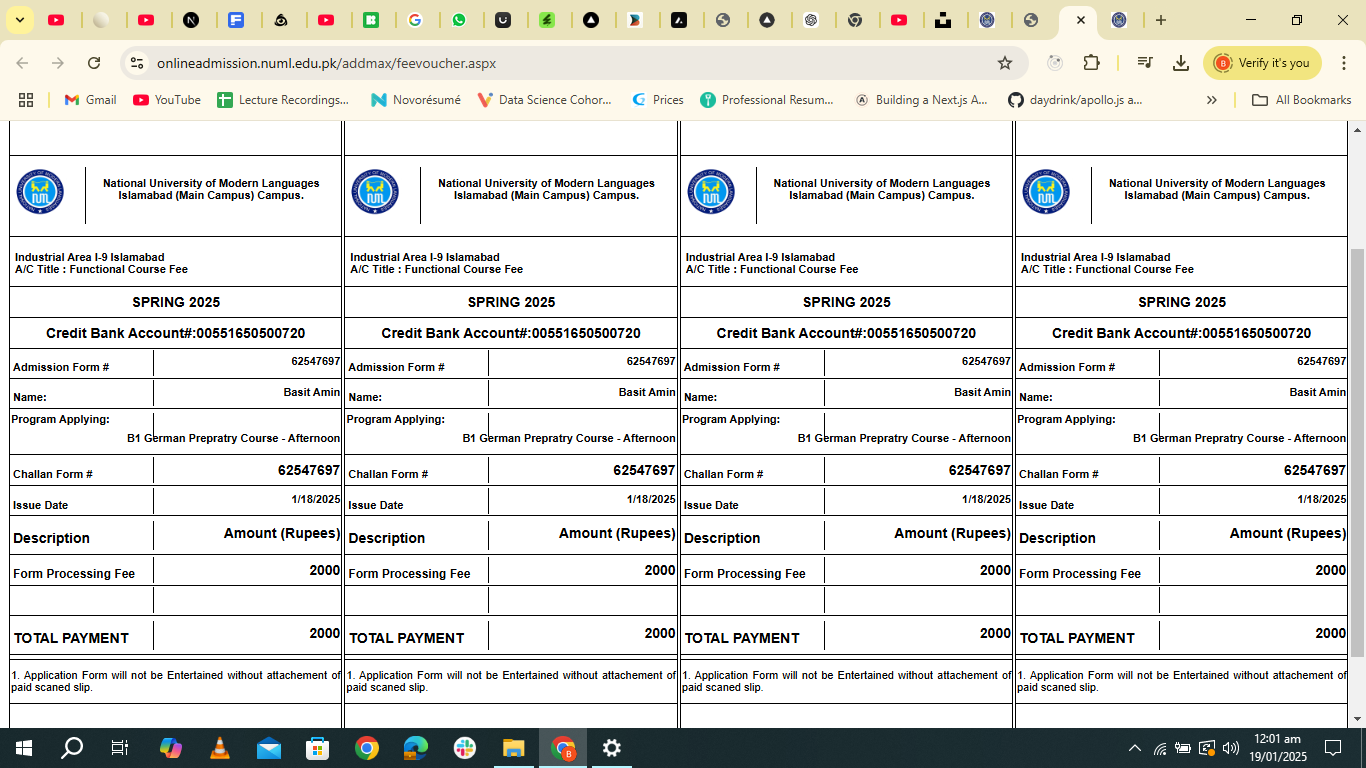 onlineadmission.numl.edu.pk/addmax/feevoucher.aspx
Verify it's you
Gmail
YouTube
Lecture Recordings...
Novorésumé
Data Science Cohor...
Prices
Professional Resum...
Building a Next.js A...
daydrink/apollo.js a...
All Bookmarks
National University of Modern Languages
Islamabad (Main Campus) Campus.
Industrial Area I-9 Islamabad
A/C Title : Functional Course Fee
SPRING 2025
Credit Bank Account#:00551650500720
Admission Form # 62547697
Name: Basit Amin
Program Applying:
B1 German Prepratry Course - Afternoon
Challan Form # 62547697
Issue Date 1/18/2025
Description Amount (Rupees)
Form Processing Fee 2000
TOTAL PAYMENT 2000
1. Application Form will not be Entertained without attachement of
paid scaned slip.
National University of Modern Languages
Islamabad (Main Campus) Campus.
Industrial Area I-9 Islamabad
A/C Title : Functional Course Fee
SPRING 2025
Credit Bank Account#:00551650500720
Admission Form # 62547697
Name: Basit Amin
Program Applying:
B1 German Prepratry Course - Afternoon
Challan Form # 62547697
Issue Date 1/18/2025
Description Amount (Rupees)
Form Processing Fee 2000
TOTAL PAYMENT 2000
1. Application Form will not be Entertained without attachement of
paid scaned slip.
National University of Modern Languages
Islamabad (Main Campus) Campus.
Industrial Area I-9 Islamabad
A/C Title : Functional Course Fee
SPRING 2025
Credit Bank Account#:00551650500720
Admission Form # 62547697
Name: Basit Amin
Program Applying:
B1 German Prepratry Course - Afternoon
Challan Form # 62547697
Issue Date 1/18/2025
Description Amount (Rupees)
Form Processing Fee 2000
TOTAL PAYMENT 2000
1. Application Form will not be Entertained without attachement of
paid scaned slip.
National University of Modern Languages
Islamabad (Main Campus) Campus.
Industrial Area I-9 Islamabad
A/C Title : Functional Course Fee
SPRING 2025
Credit Bank Account#:00551650500720
Admission Form # 62547697
Name: Basit Amin
Program Applying:
B1 German Prepratry Course - Afternoon
Challan Form # 62547697
Issue Date 1/18/2025
Description Amount (Rupees)
Form Processing Fee 2000
TOTAL PAYMENT 2000
1. Application Form will not be Entertained without attachement of
paid scaned slip.
12:01 am
19/01/2025